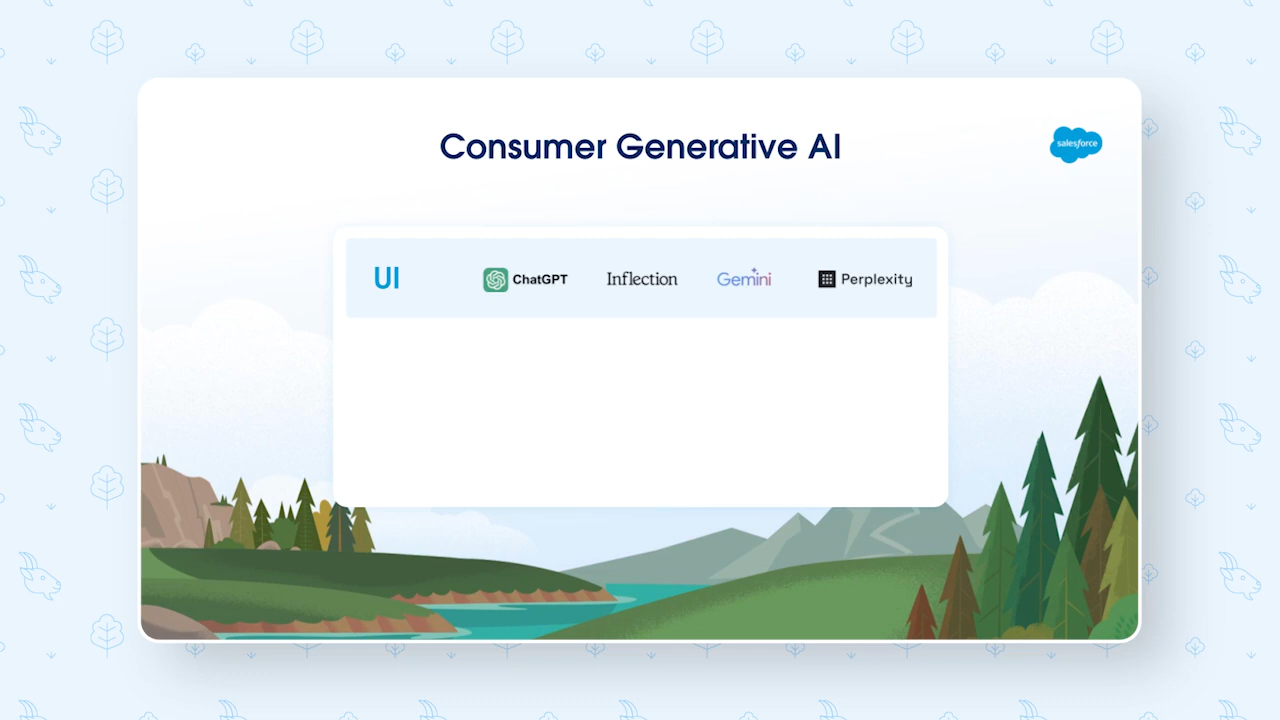 Consumer Generative AI
salesforce
UI ChatGPT Inflection Gemini Perplexity